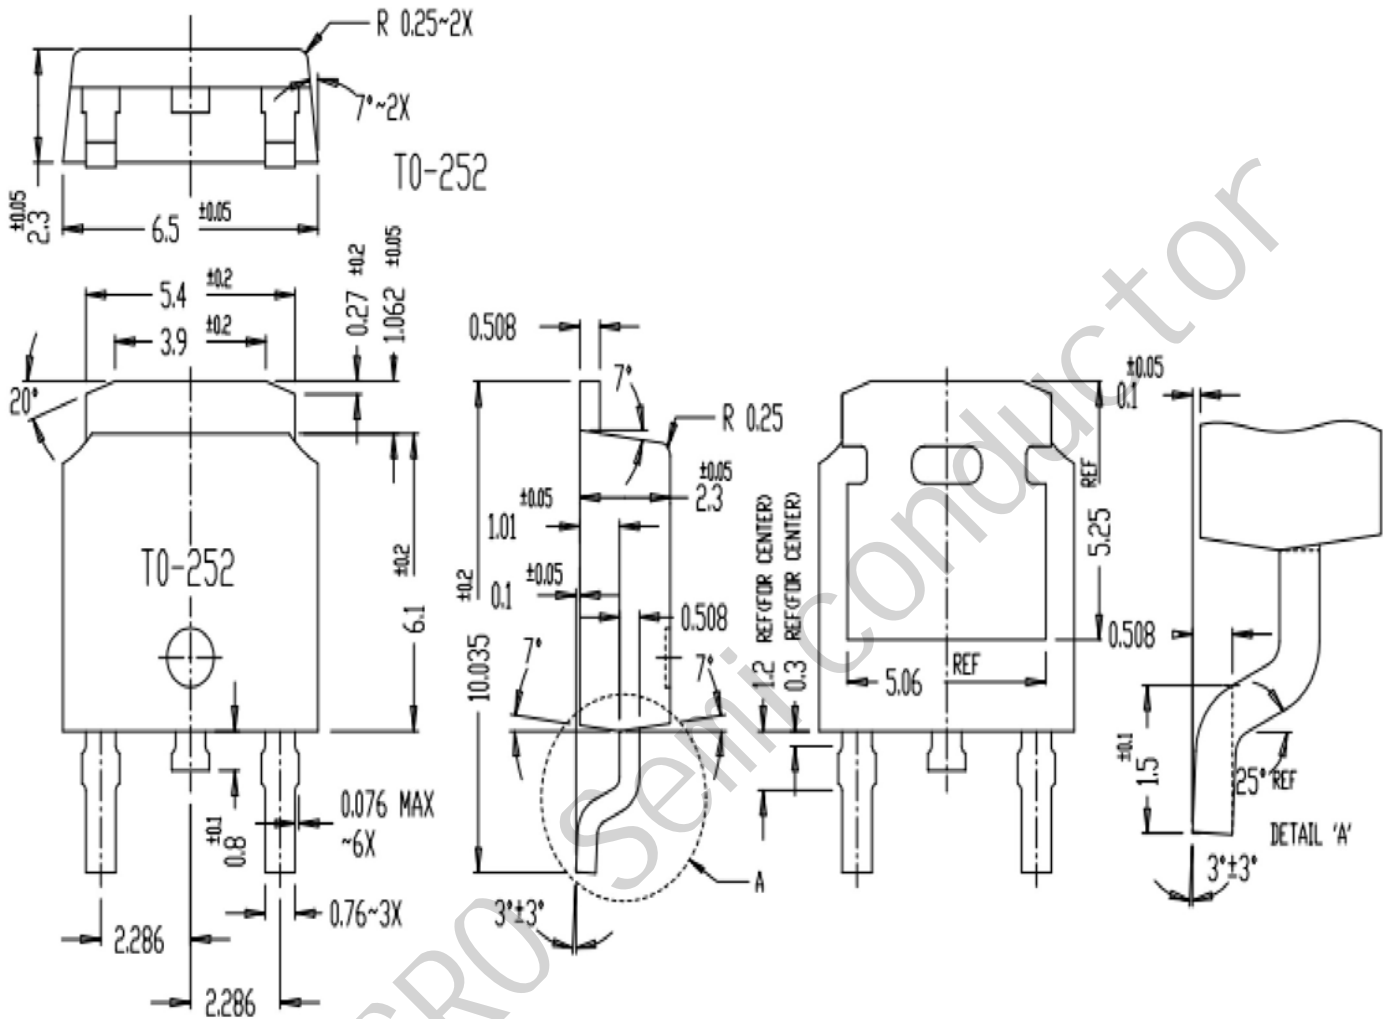 R 0.25~2X
7°~2X
TO-252
2.3 ±0.05
6.5 ±0.05
5.4 ±0.2
3.9 ±0.2
0.27 ±0.2
1.062 ±0.05
20°
TO-252
6.1 ±0.2
0.8 ±0.1
0.076 MAX
~6X
0.76~3X
2.286
2.286
0.508
7°
R 0.25
2.3 ±0.05
1.01 ±0.05
0.1 ±0.05
0.508
10.035 ±0.2
7°
7°
A
3°±3°
1.2 REF(FOR CENTER)
0.3 REF(FOR CENTER)
5.25 REF
5.06 REF
0.1 ±0.05
0.508
1.5 ±0.1
25° REF
DETAIL 'A'
3°±3°
CRO Semi conductor